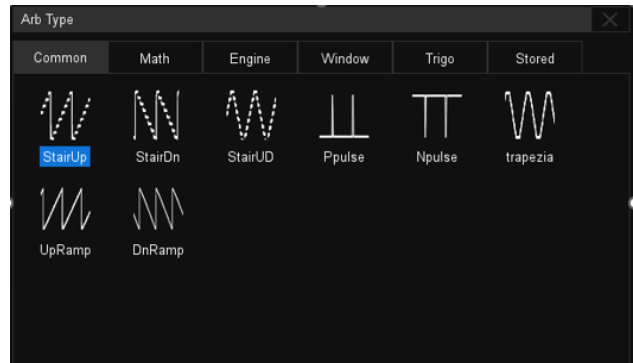 Arb Type
Common Math Engine Window Trigo Stored
StairUp StairDn StairUD Ppulse Npulse trapezia
UpRamp DnRamp